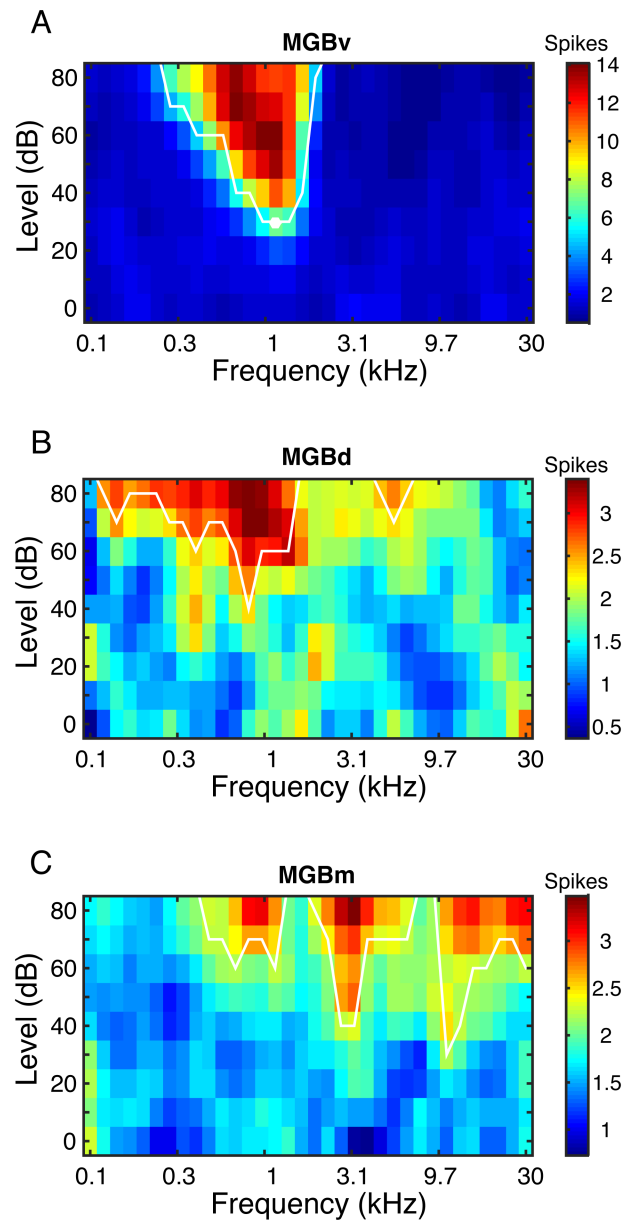 A
MGBv
Spikes
80
60
40
20
0
Level (dB)
0.1 0.3 1 3.1 9.7 30
Frequency (kHz)
14
12
10
8
6
4
2
B
MGBd
Spikes
80
60
40
20
0
Level (dB)
0.1 0.3 1 3.1 9.7 30
Frequency (kHz)
3
2.5
2
1.5
1
0.5
C
MGBm
Spikes
80
60
40
20
0
Level (dB)
0.1 0.3 1 3.1 9.7 30
Frequency (kHz)
3
2.5
2
1.5
1